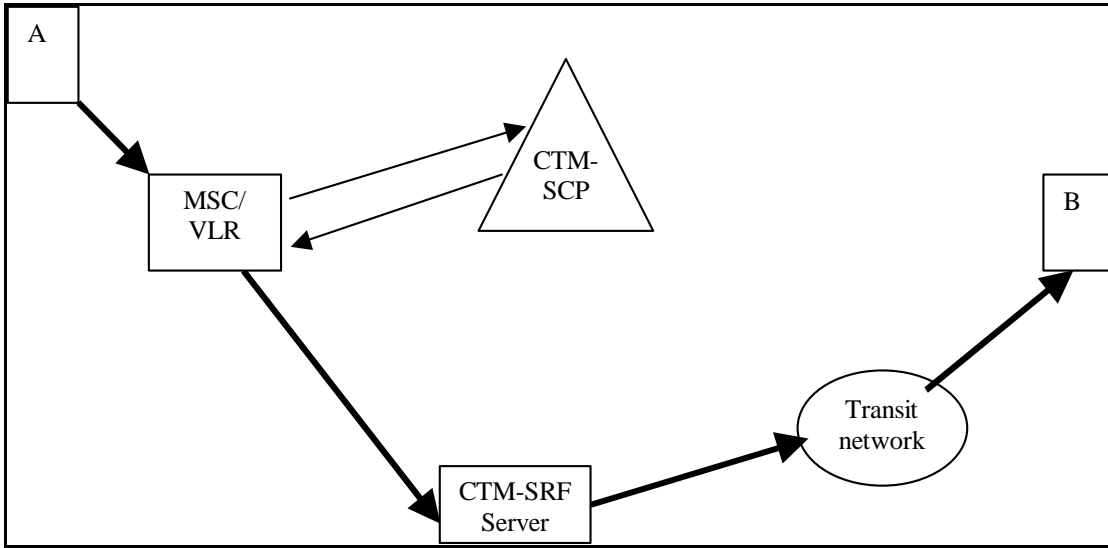 A
MSC/
VLR
CTM-
SCP
B
Transit
network
CTM-SRF
Server